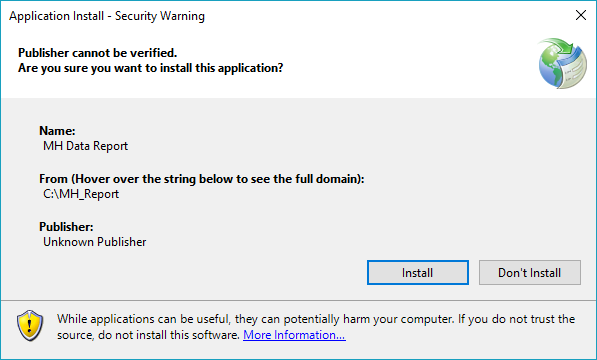 Application Install - Security Warning
Publisher cannot be verified.
Are you sure you want to install this application?
Name:
MH Data Report
From (Hover over the string below to see the full domain):
C:\MH_Report
Publisher:
Unknown Publisher
Install Don't Install
While applications can be useful, they can potentially harm your computer. If you do not trust the
source, do not install this software. More Information...